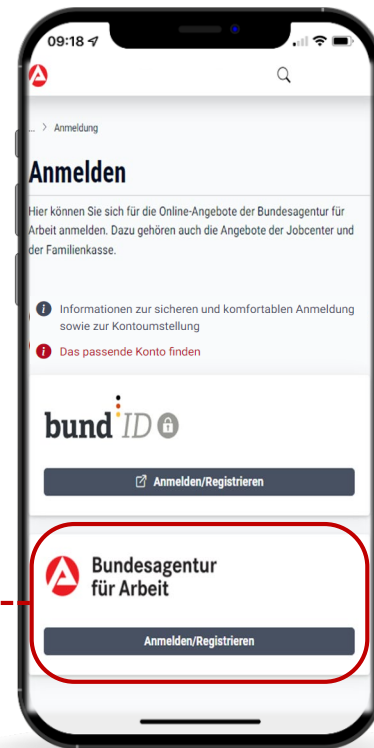 09:18
... > Anmeldung
Anmelden
Hier können Sie sich für die Online-Angebote der Bundesagentur für
Arbeit anmelden. Dazu gehören auch die Angebote der Jobcenter und
der Familienkasse.
Informationen zur sicheren und komfortablen Anmeldung
sowie zur Kontoumstellung
Das passende Konto finden
bund ID
Anmelden/Registrieren
Bundesagentur
für Arbeit
Anmelden/Registrieren